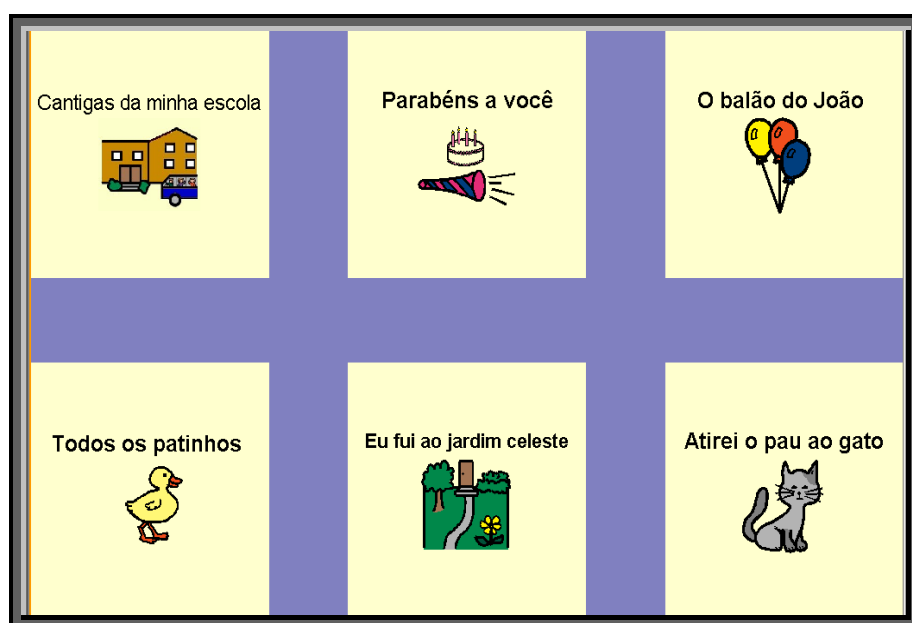 Cantigas da minha escola
Parabéns a você
O balão do João
Todos os patinhos
Eu fui ao jardim celeste
Atirei o pau ao gato